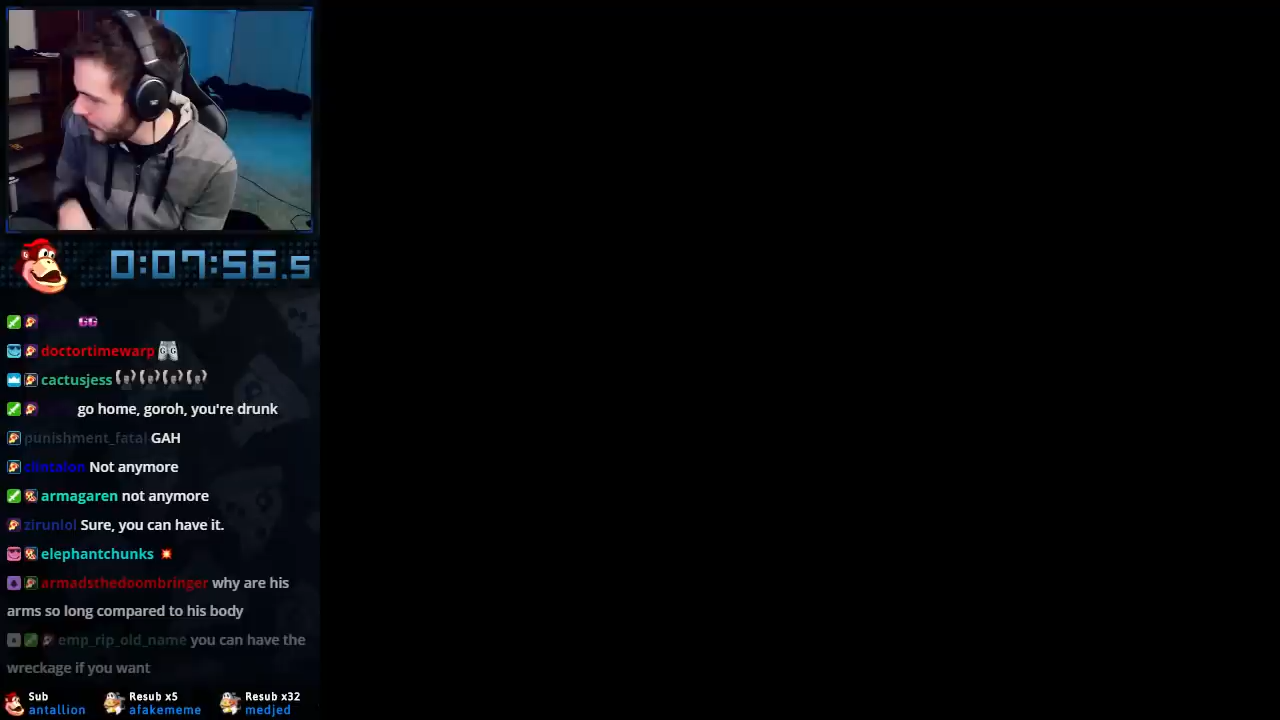 0:07:56.5
GG
doctortimewarp
cactusjess
go home, goroh, you're drunk
punishment_fatal GAH
clintalon Not anymore
armagaren not anymore
zirunlol Sure, you can have it.
elephantchunks
armadsthedoombringer why are his
arms so long compared to his body
emp_rip_old_name you can have the
wreckage if you want
Sub Resub x5 Resub x32
antallion afakememe medjed